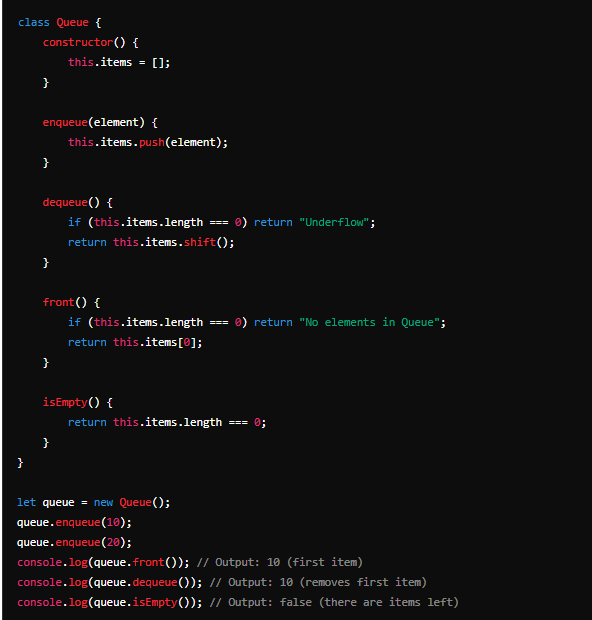 class Queue {
    constructor() {
        this.items = [];
    }

    enqueue(element) {
        this.items.push(element);
    }

    dequeue() {
        if (this.items.length === 0) return "Underflow";
        return this.items.shift();
    }

    front() {
        if (this.items.length === 0) return "No elements in Queue";
        return this.items[0];
    }

    isEmpty() {
        return this.items.length === 0;
    }
}

let queue = new Queue();
queue.enqueue(10);
queue.enqueue(20);
console.log(queue.front()); // Output: 10 (first item)
console.log(queue.dequeue()); // Output: 10 (removes first item)
console.log(queue.isEmpty()); // Output: false (there are items left)